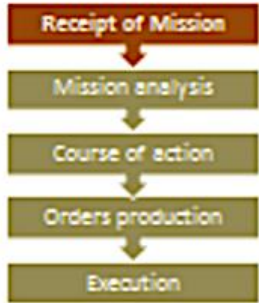 Receipt of Mission
Mission analysis
Course of action
Orders production
Execution